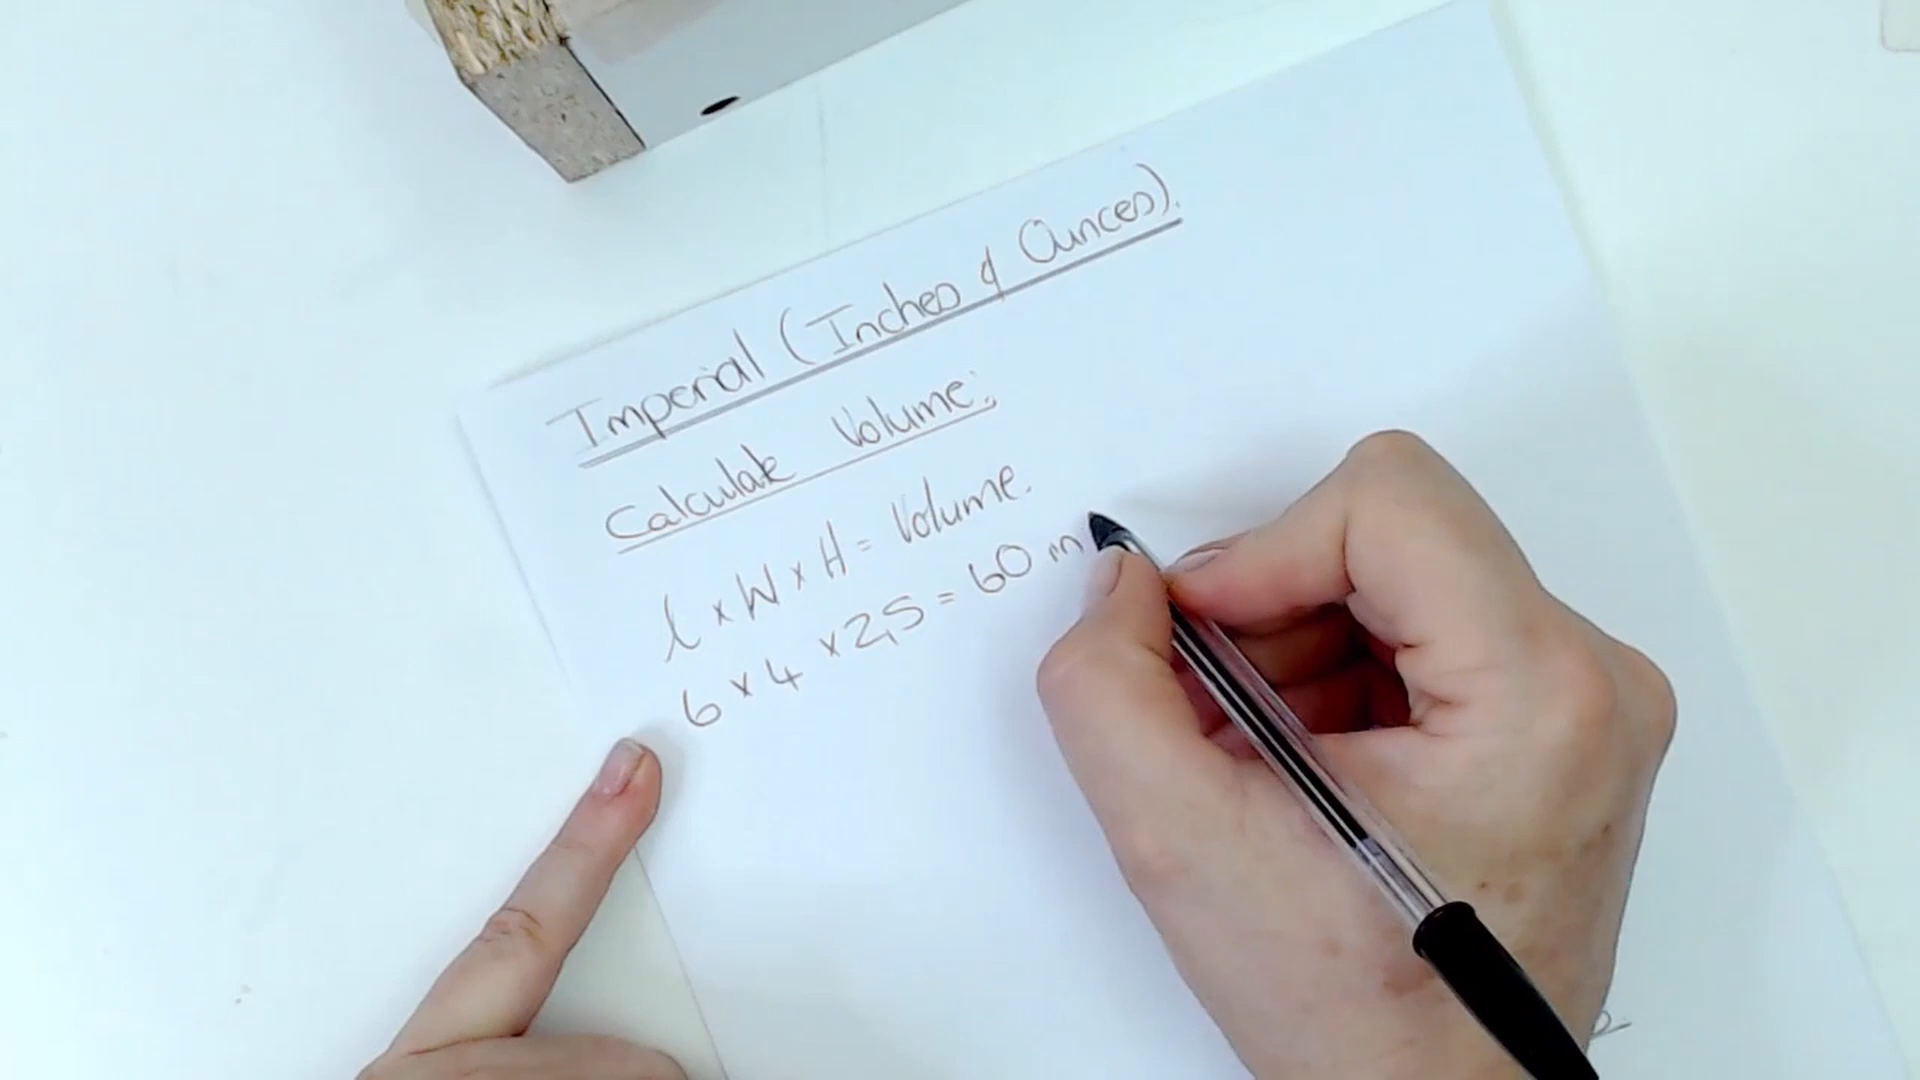 Imperial (Inches & Ounces).
Calculate Volume:
L x W x H = Volume.
6 x 4 x 2,5 = 60 in